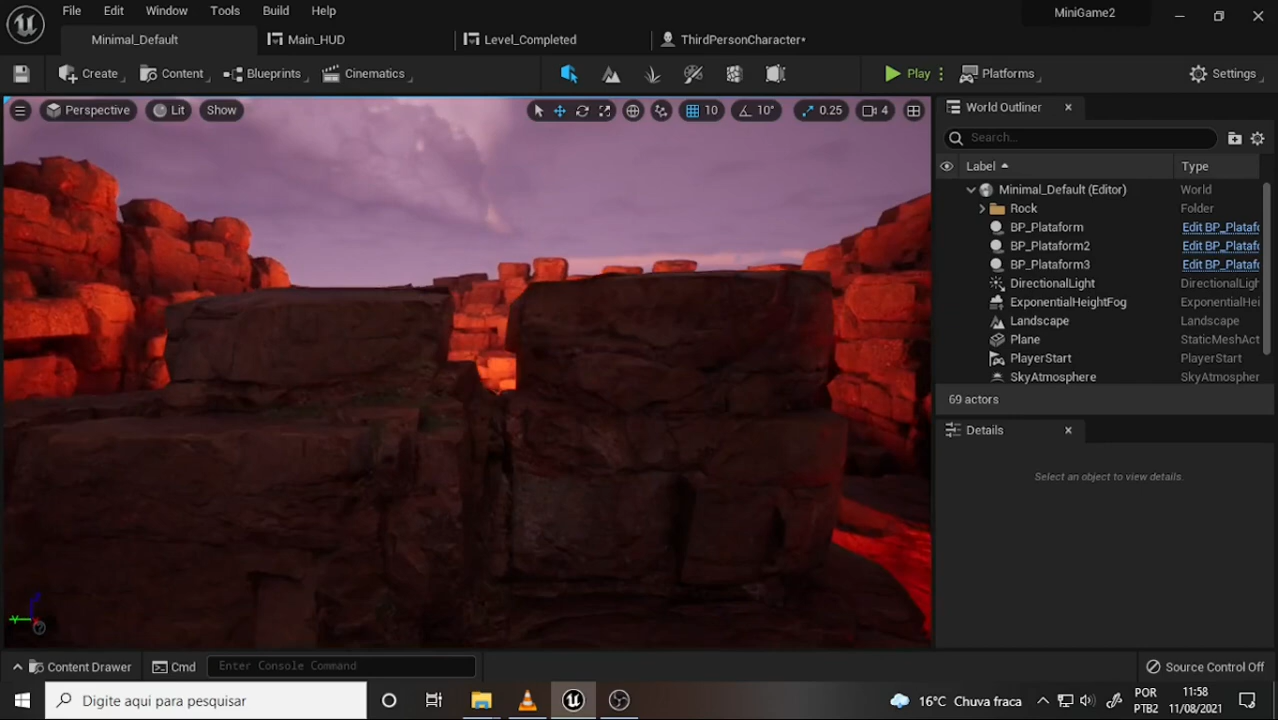 File Edit Window Tools Build Help
MiniGame2
Minimal_Default
Main_HUD
Level_Completed
ThirdPersonCharacter*
Create
Content
Blueprints
Cinematics
Play
Platforms
Settings
Perspective
Lit
Show
10
10°
0.25
4
World Outliner
Search...
Label
Type
Minimal_Default (Editor) World
Rock Folder
BP_Plataform Edit BP_Plataf
BP_Plataform2 Edit BP_Plataf
BP_Plataform3 Edit BP_Plataf
DirectionalLight DirectionalLigh
ExponentialHeightFog ExponentialHei
Landscape Landscape
Plane StaticMeshAct
PlayerStart PlayerStart
SkyAtmosphere SkyAtmospher
69 actors
Details
Select an object to view details.
Content Drawer
Cmd
Enter Console Command
Source Control Off
Digite aqui para pesquisar
16°C Chuva fraca
POR
PTB2
11:58
11/08/2021